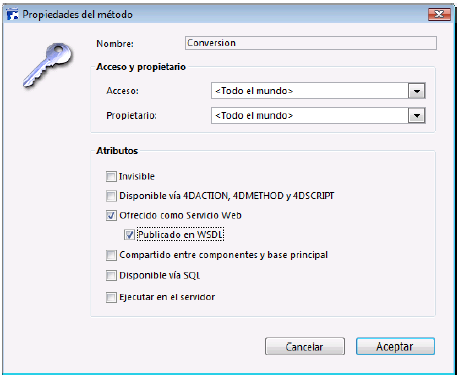 Propiedades del método
Nombre: Conversion
Acceso y propietario
Acceso: <Todo el mundo>
Propietario: <Todo el mundo>
Atributos
Invisible
Disponible vía 4DACTION, 4DMETHOD y 4DSCRIPT
Ofrecido como Servicio Web
Publicado en WSDL
Compartido entre componentes y base principal
Disponible vía SQL
Ejecutar en el servidor
Cancelar Aceptar